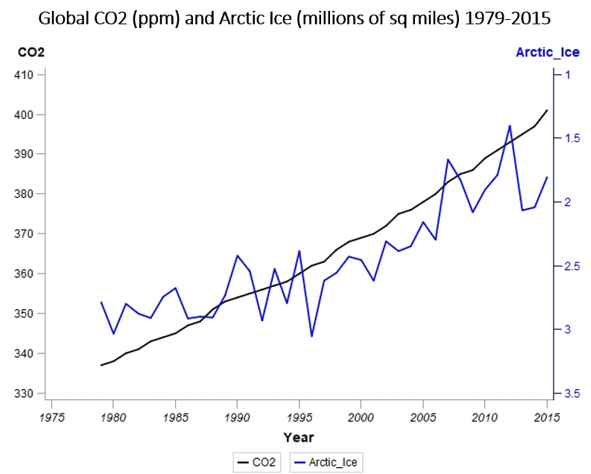 Global CO2 (ppm) and Arctic Ice (millions of sq miles) 1979-2015
CO2 Arctic_Ice
410 1
400 1.5
390
380 2
370
360 2.5
350 3
340
330 3.5
1975 1980 1985 1990 1995 2000 2005 2010 2015
Year
CO2 Arctic_Ice